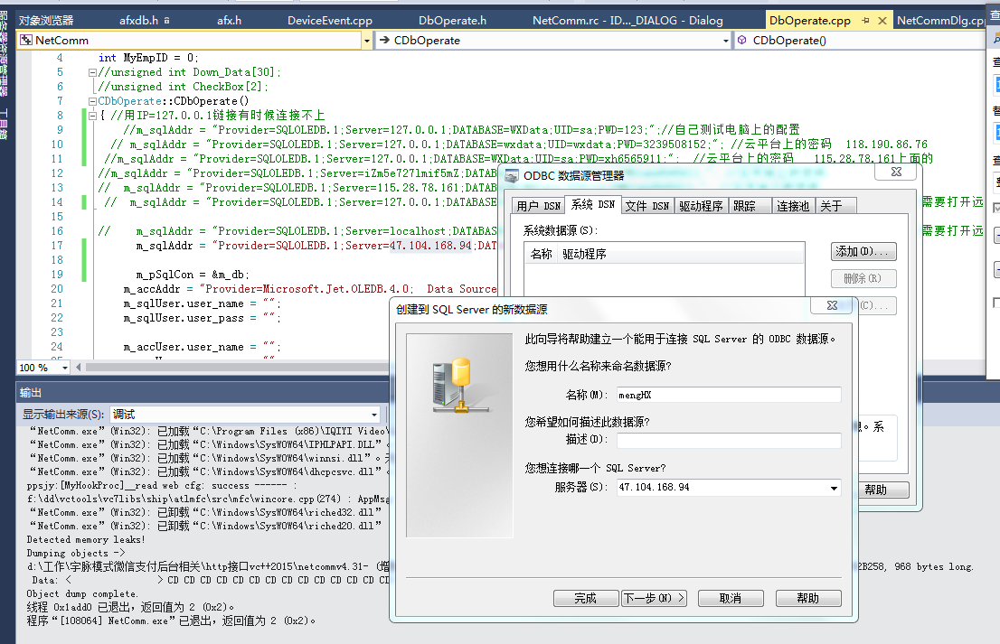 对象浏览器 afxdb.h afx.h DeviceEvent.cpp DbOperate.h NetComm.rc - ID..._DIALOG - Dialog DbOperate.cpp NetCommDlg.cpp
NetComm CDbOperate CDbOperate()
服务器资源管理器 工具箱
4 int MyEmpID = 0;
5 //unsigned int Down_Data[30];
6 //unsigned int CheckBox[2];
7 CDbOperate::CDbOperate()
8 { //用IP=127.0.0.1链接有时候连接不上
9 //m_sqlAddr = "Provider=SQLOLEDB.1;Server=127.0.0.1;DATABASE=WXData;UID=sa;PWD=123;";//自己测试电脑上的配置
10 // m_sqlAddr = "Provider=SQLOLEDB.1;Server=127.0.0.1;DATABASE=wxdata;UID=wxdata;PWD=3239508152;"; //云平台上的密码 118.190.86.76
11 //m_sqlAddr = "Provider=SQLOLEDB.1;Server=127.0.0.1;DATABASE=WXData;UID=sa;PWD=xh6565911;"; //云平台上的密码 115.28.78.161上面的
12 //m_sqlAddr = "Provider=SQLOLEDB.1;Server=iZm5e727lmif5mZ;DATAB
13 // m_sqlAddr = "Provider=SQLOLEDB.1;Server=115.28.78.161;DATAB
14 // m_sqlAddr = "Provider=SQLOLEDB.1;Server=127.0.0.1;DATABASE= 需要打开远
15
16 // m_sqlAddr = "Provider=SQLOLEDB.1;Server=localhost;DATABASE 需要打开远
17 m_sqlAddr = "Provider=SQLOLEDB.1;Server=47.104.168.94;DAT
18
19 m_pSqlCon = &m_db;
20 m_accAddr = "Provider=Microsoft.Jet.OLEDB.4.0; Data Source
21 m_sqlUser.user_name = "";
22 m_sqlUser.user_pass = "";
23
24 m_accUser.user_name = "";
100 %
ODBC 数据源管理器
用户 DSN 系统 DSN 文件 DSN 驱动程序 跟踪 连接池 关于
系统数据源(S):
名称 驱动程序
添加(D)...
删除(R)
(C)...
。系
帮助
创建到 SQL Server 的新数据源
此向导将帮助建立一个能用于连接 SQL Server 的 ODBC 数据源。
您想用什么名称来命名数据源?
名称(M): mengHX
您希望如何描述此数据源?
描述(D):
您想连接哪一个 SQL Server?
服务器(S): 47.104.168.94
完成 下一步(N) > 取消 帮助
输出
显示输出来源(S): 调试
“NetComm.exe”(Win32): 已加载“C:\Program Files (x86)\IQIYI Video\
“NetComm.exe”(Win32): 已加载“C:\Windows\SysWOW64\IPHLPAPI.DLL”。
“NetComm.exe”(Win32): 已加载“C:\Windows\SysWOW64\winnsi.dll”。
“NetComm.exe”(Win32): 已加载“C:\Windows\SysWOW64\dhcpcsvc.dll”。
ppsjy:[MyHookProc]__read web cfg: success ------ :
f:\dd\vctools\vc7libs\ship\atlmfc\src\mfc\wincore.cpp(274) : AppMsg
“NetComm.exe”(Win32): 已卸载“C:\Windows\SysWOW64\riched32.dll”
“NetComm.exe”(Win32): 已卸载“C:\Windows\SysWOW64\riched20.dll”
Detected memory leaks!
Dumping objects ->
d:\工作\宇脉模式微信支付后台相关\http接口vc++2015\netcommv4.31- (增 2B258, 968 bytes long.
Data: < > CD CD CD CD CD CD CD CD CD CD CD CD CD CD
Object dump complete.
线程 0x1add0 已退出，返回值为 2 (0x2)。
程序“[108064] NetComm.exe”已退出，返回值为 2 (0x2)。